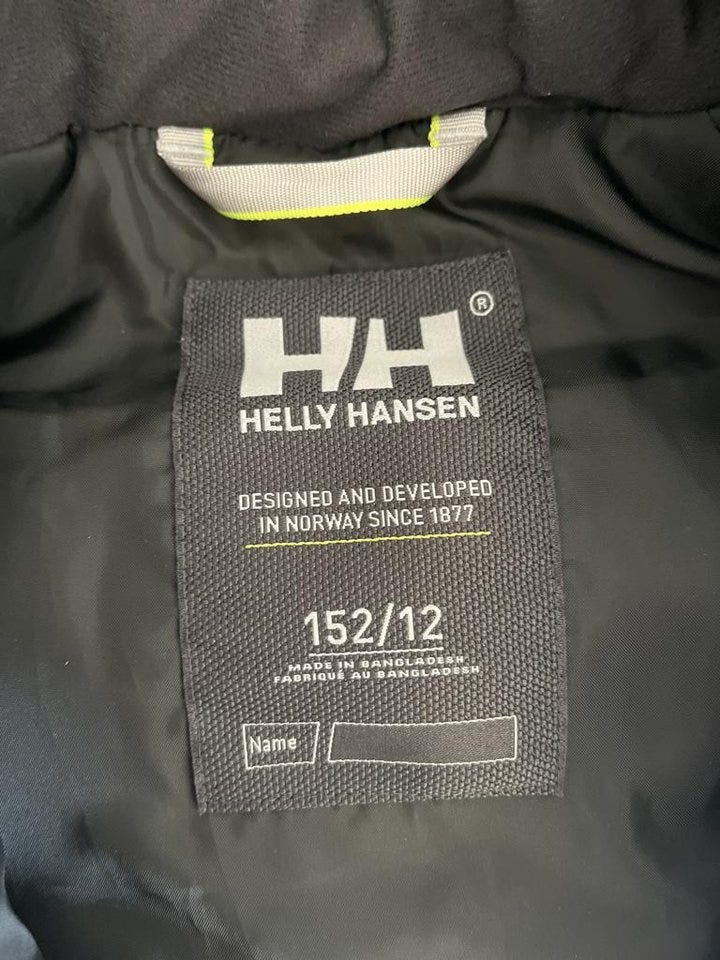 HH®
HELLY HANSEN
DESIGNED AND DEVELOPED
IN NORWAY SINCE 1877
152/12
MADE IN BANGLADESH
FABRIQUÉ AU BANGLADESH
Name